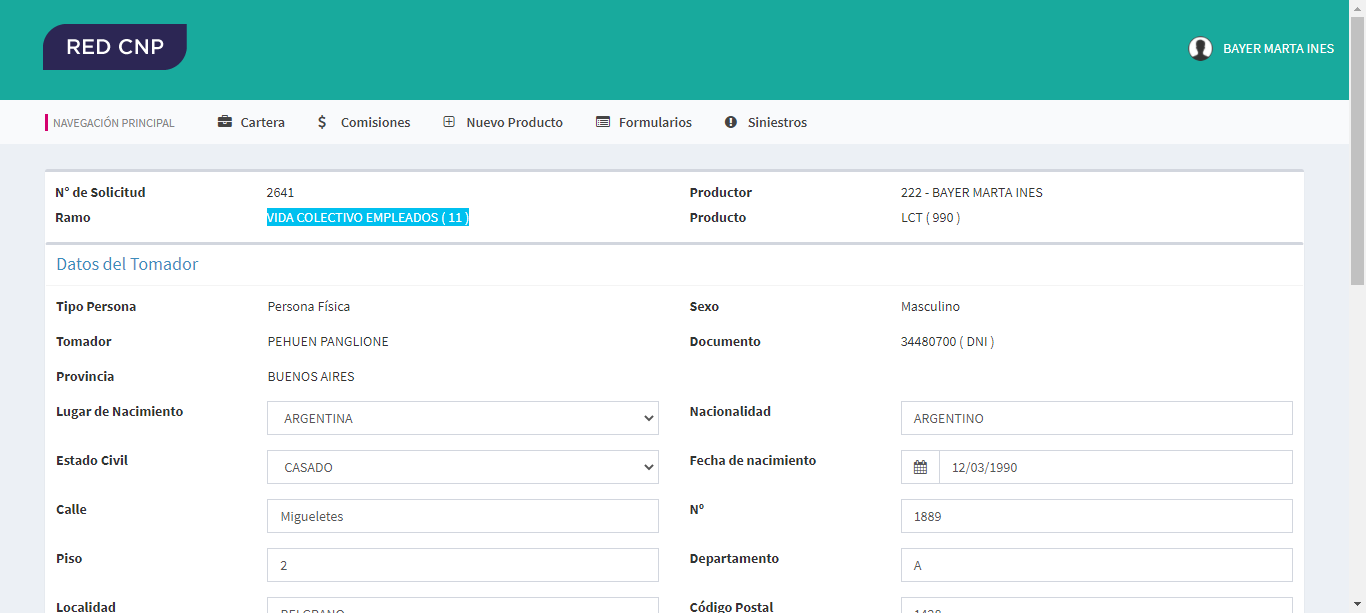 RED CNP
BAYER MARTA INES
NAVEGACIÓN PRINCIPAL Cartera $ Comisiones Nuevo Producto Formularios Siniestros
N° de Solicitud 2641 Productor 222 - BAYER MARTA INES
Ramo VIDA COLECTIVO EMPLEADOS ( 11 ) Producto LCT ( 990 )
Datos del Tomador
Tipo Persona Persona Física Sexo Masculino
Tomador PEHUEN PANGLIONE Documento 34480700 ( DNI )
Provincia BUENOS AIRES
Lugar de Nacimiento ARGENTINA Nacionalidad ARGENTINO
Estado Civil CASADO Fecha de nacimiento 12/03/1990
Calle Migueletes Nº 1889
Piso 2 Departamento A
Localidad BELGRANO Código Postal